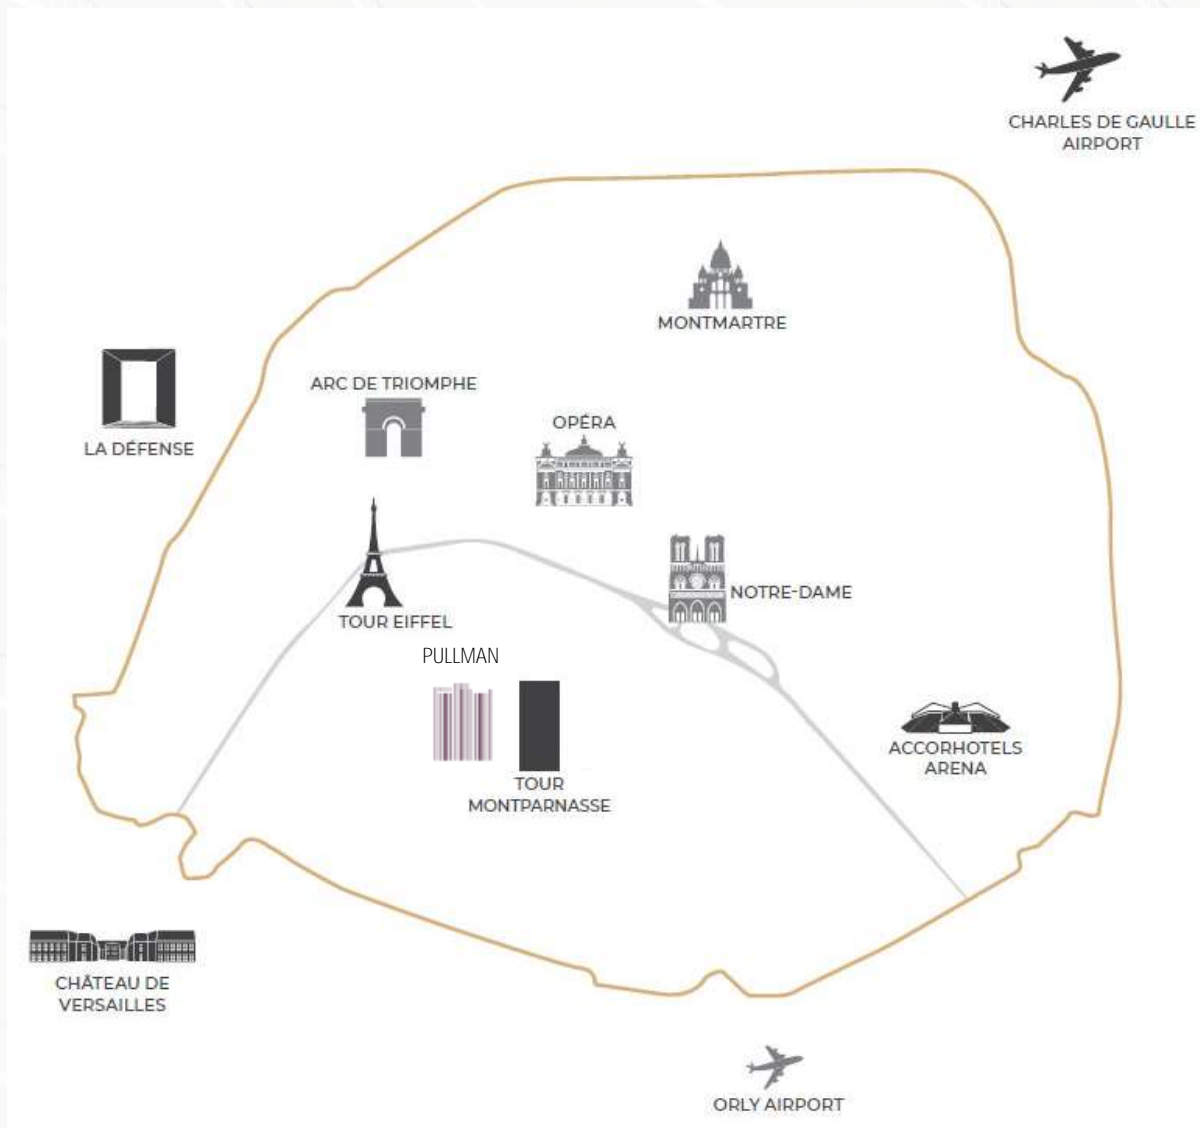 CHARLES DE GAULLE
AIRPORT
MONTMARTRE
ARC DE TRIOMPHE
OPÉRA
LA DÉFENSE
NOTRE-DAME
TOUR EIFFEL
PULLMAN
ACCORHOTELS
ARENA
TOUR
MONTPARNASSE
CHÂTEAU DE
VERSAILLES
ORLY AIRPORT